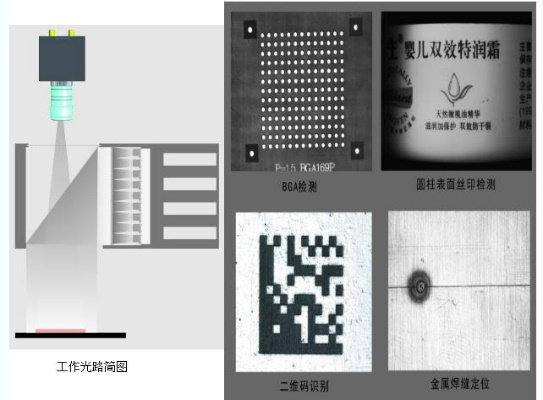 P=1.5 BGA169P
BGA检测
婴儿双效特润霜
天然橄榄油精华
滋润加保护 双效防干裂
圆柱表面丝印检测
工作光路简图
二维码识别
金属焊缝定位